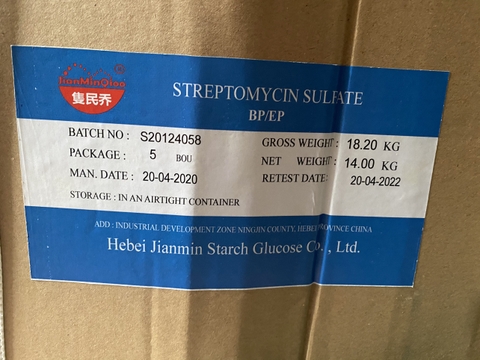 TianMinQiao ®
隻民乔
STREPTOMYCIN SULFATE
BP/EP
BATCH NO : S20124058
GROSS WEIGHT : 18.20 KG
PACKAGE : 5 BOU
NET WEIGHT : 14.00 KG
MAN. DATE : 20-04-2020
RETEST DATE: 20-04-2022
STORAGE : IN AN AIRTIGHT CONTAINER
ADD : INDUSTRIAL DEVELOPMENT ZONE NINGJIN COUNTY, HEBEI PROVINCE CHINA
Hebei Jianmin Starch Glucose Co., Ltd.